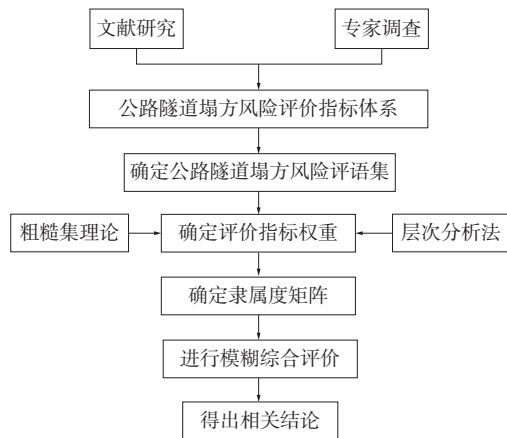 文献研究
专家调查
公路隧道塌方风险评价指标体系
确定公路隧道塌方风险评语集
粗糙集理论
确定评价指标权重
层次分析法
确定隶属度矩阵
进行模糊综合评价
得出相关结论